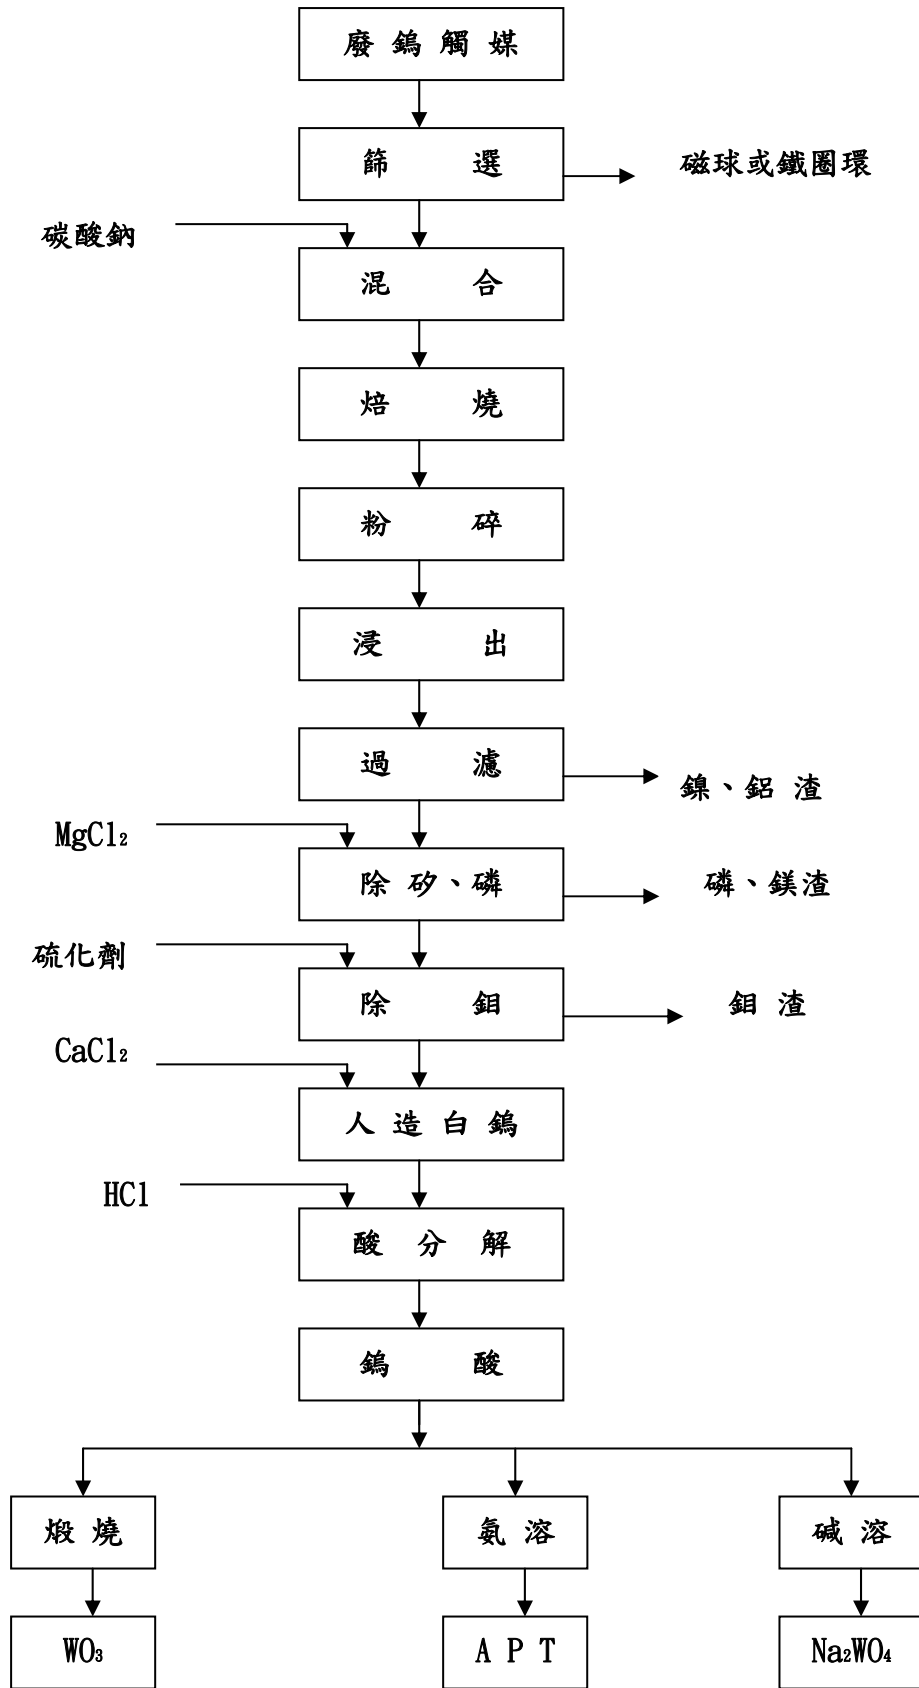 廢鎢觸媒
篩選
磁球或鐵圈環
碳酸鈉
混合
焙燒
粉碎
浸出
過濾
鎳、鋁渣
MgCl₂
除矽、磷
磷、鎂渣
硫化劑
除鉬
鉬渣
CaCl₂
人造白鎢
HCl
酸分解
鎢酸
煅燒
氨溶
碱溶
WO₃
APT
Na₂WO₄